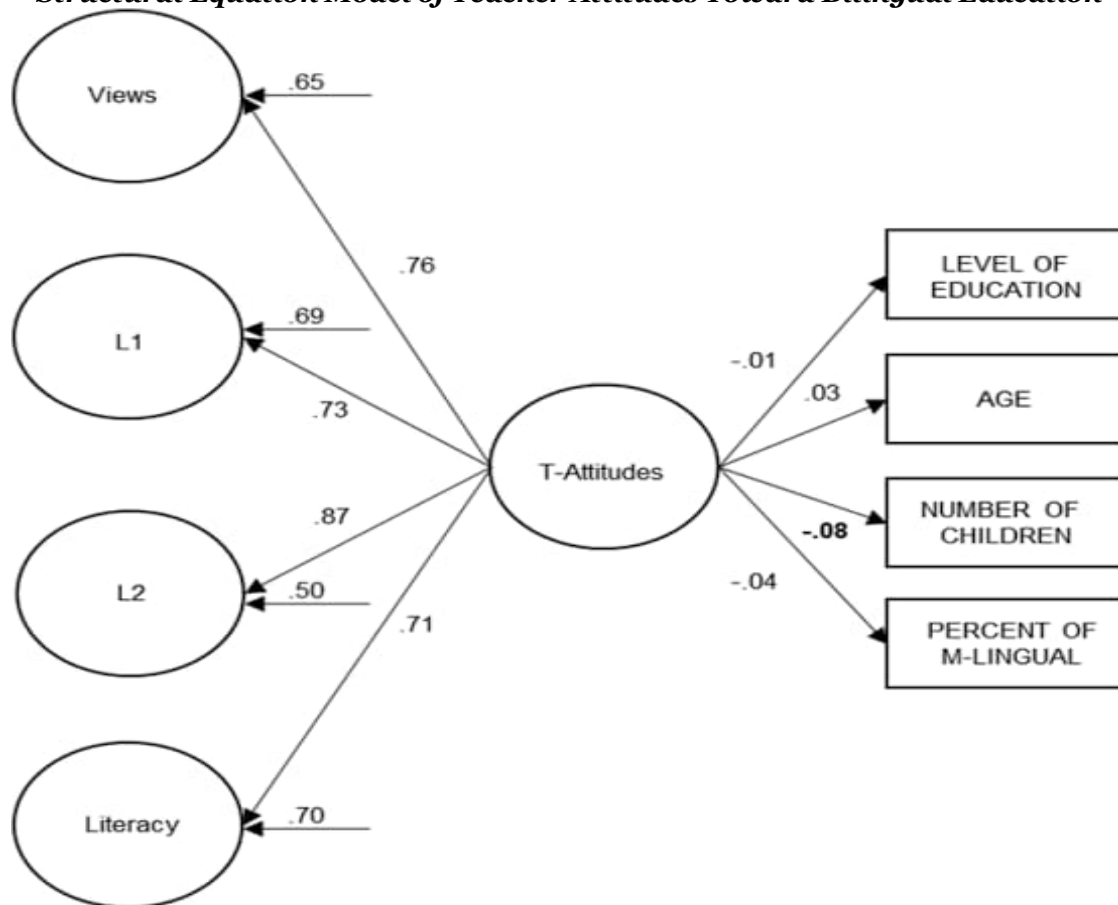 Structural Equation Model of Teacher Attitudes Toward Bilingual Education
Views
.65
.76
L1
.69
.73
L2
.87
.50
.71
Literacy
.70
T-Attitudes
-.01
.03
-.08
-.04
LEVEL OF
EDUCATION
AGE
NUMBER OF
CHILDREN
PERCENT OF
M-LINGUAL